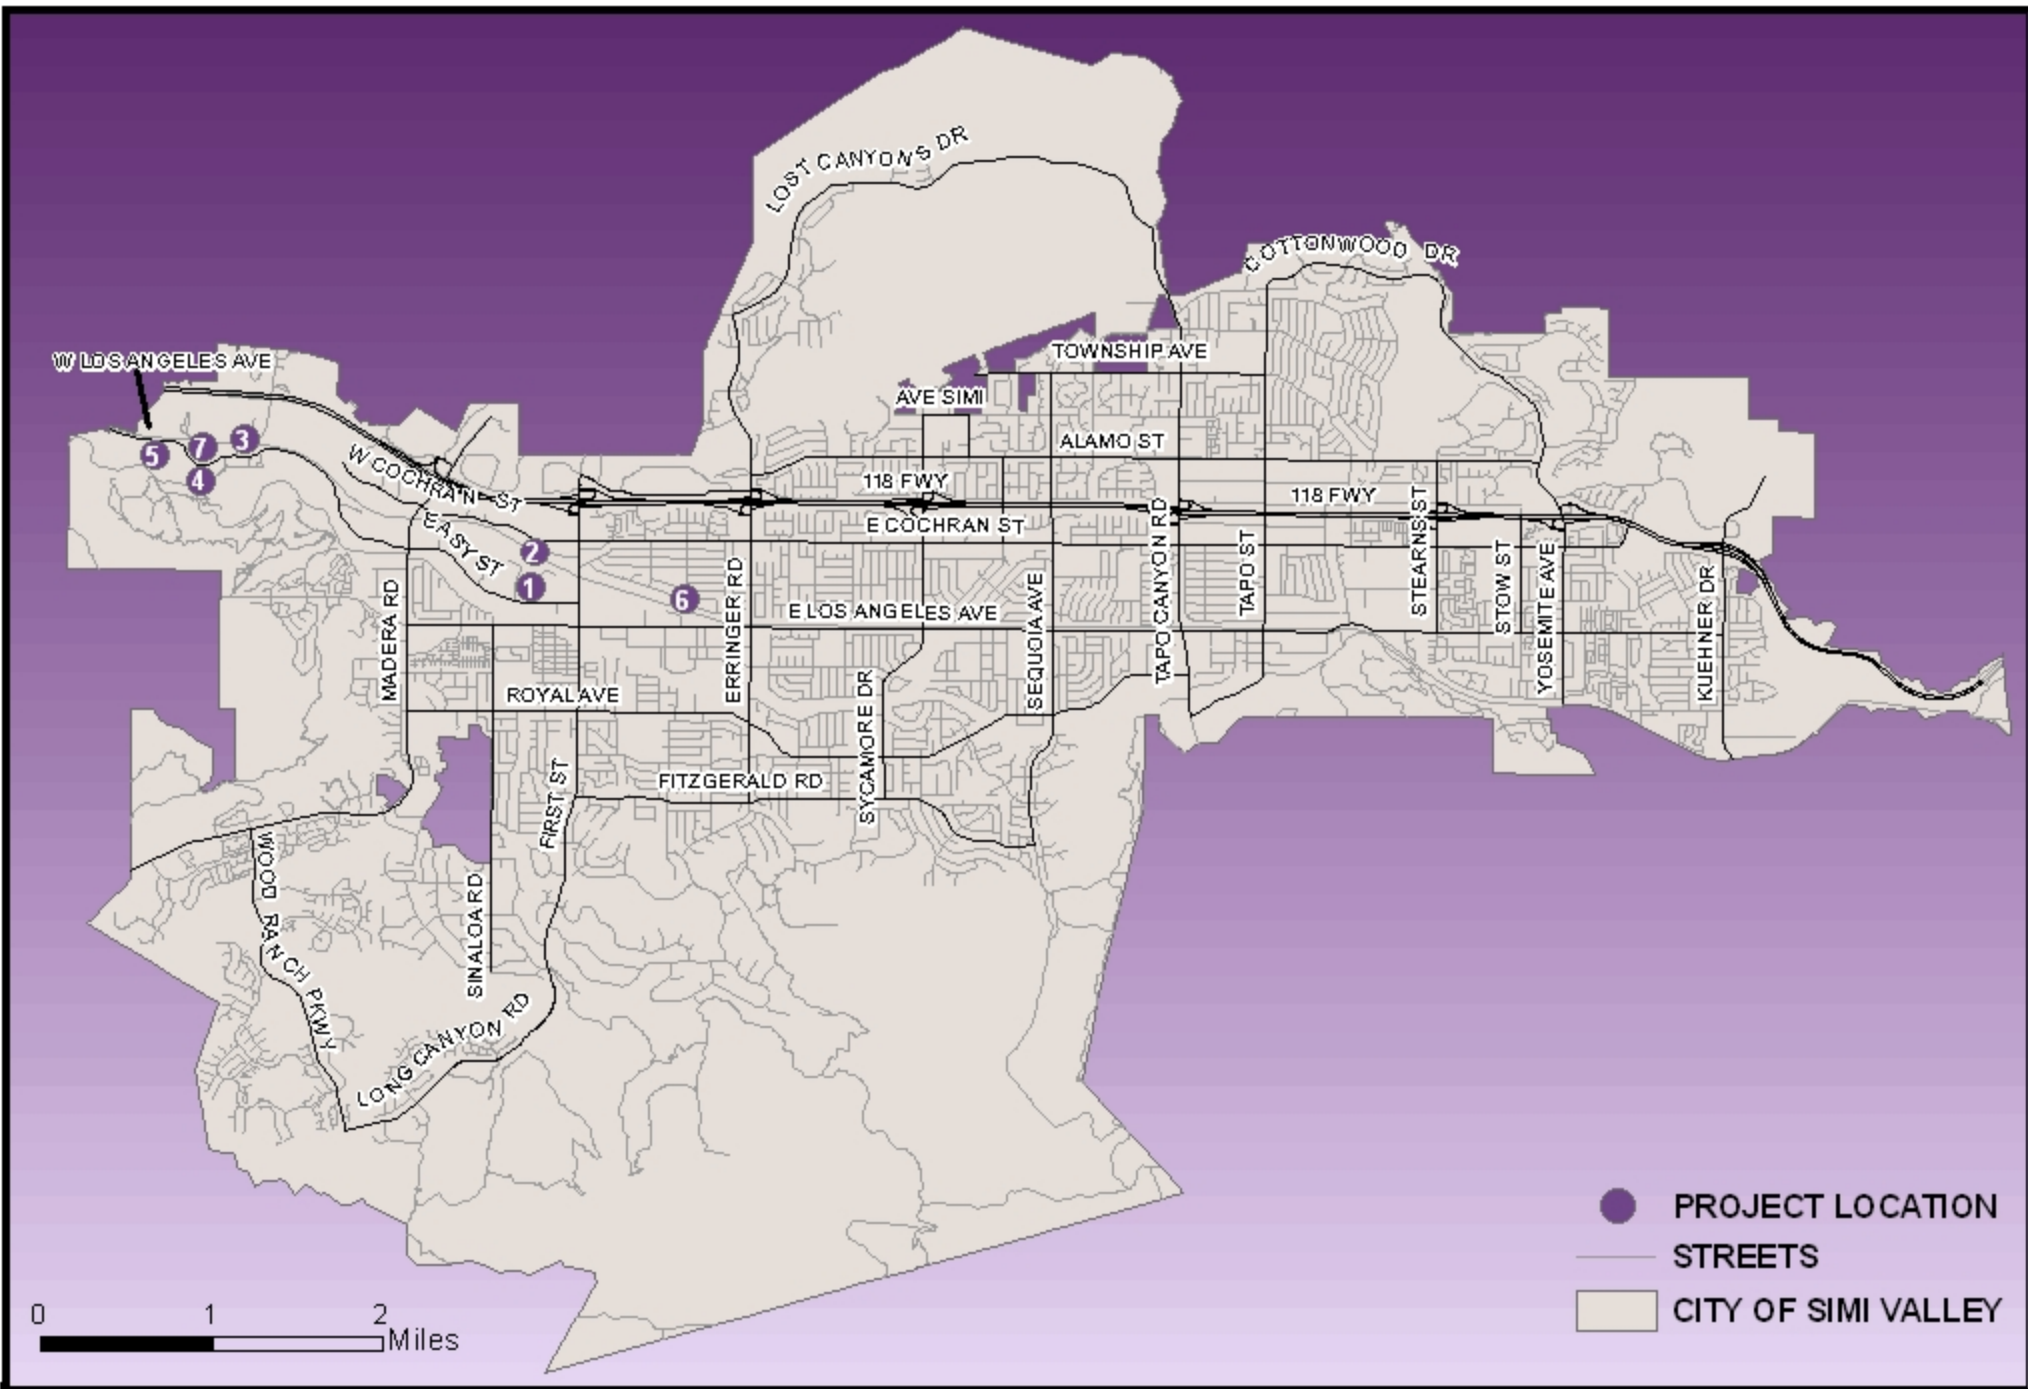 LOST CANYONS DR
COTTONWOOD DR
W LOS ANGELES AVE
TOWNSHIP AVE
AVE SIMI
ALAMO ST
7
3
5
4
W COCHRAN ST
118 FWY
118 FWY
E COCHRAN ST
EASY ST
2
1
6
MADERA RD
ERRINGER RD
E LOS ANGELES AVE
SEQUOIA AVE
TAPO CANYON RD
TAPO ST
STEARNS ST
STOW ST
YOSEMITE AVE
KUEHNER DR
ROYAL AVE
SYCAMORE DR
FIRST ST
FITZGERALD RD
WOOD RANCH PKWY
SINALOA RD
LONG CANYON RD
PROJECT LOCATION
STREETS
CITY OF SIMI VALLEY
0 1 2
Miles